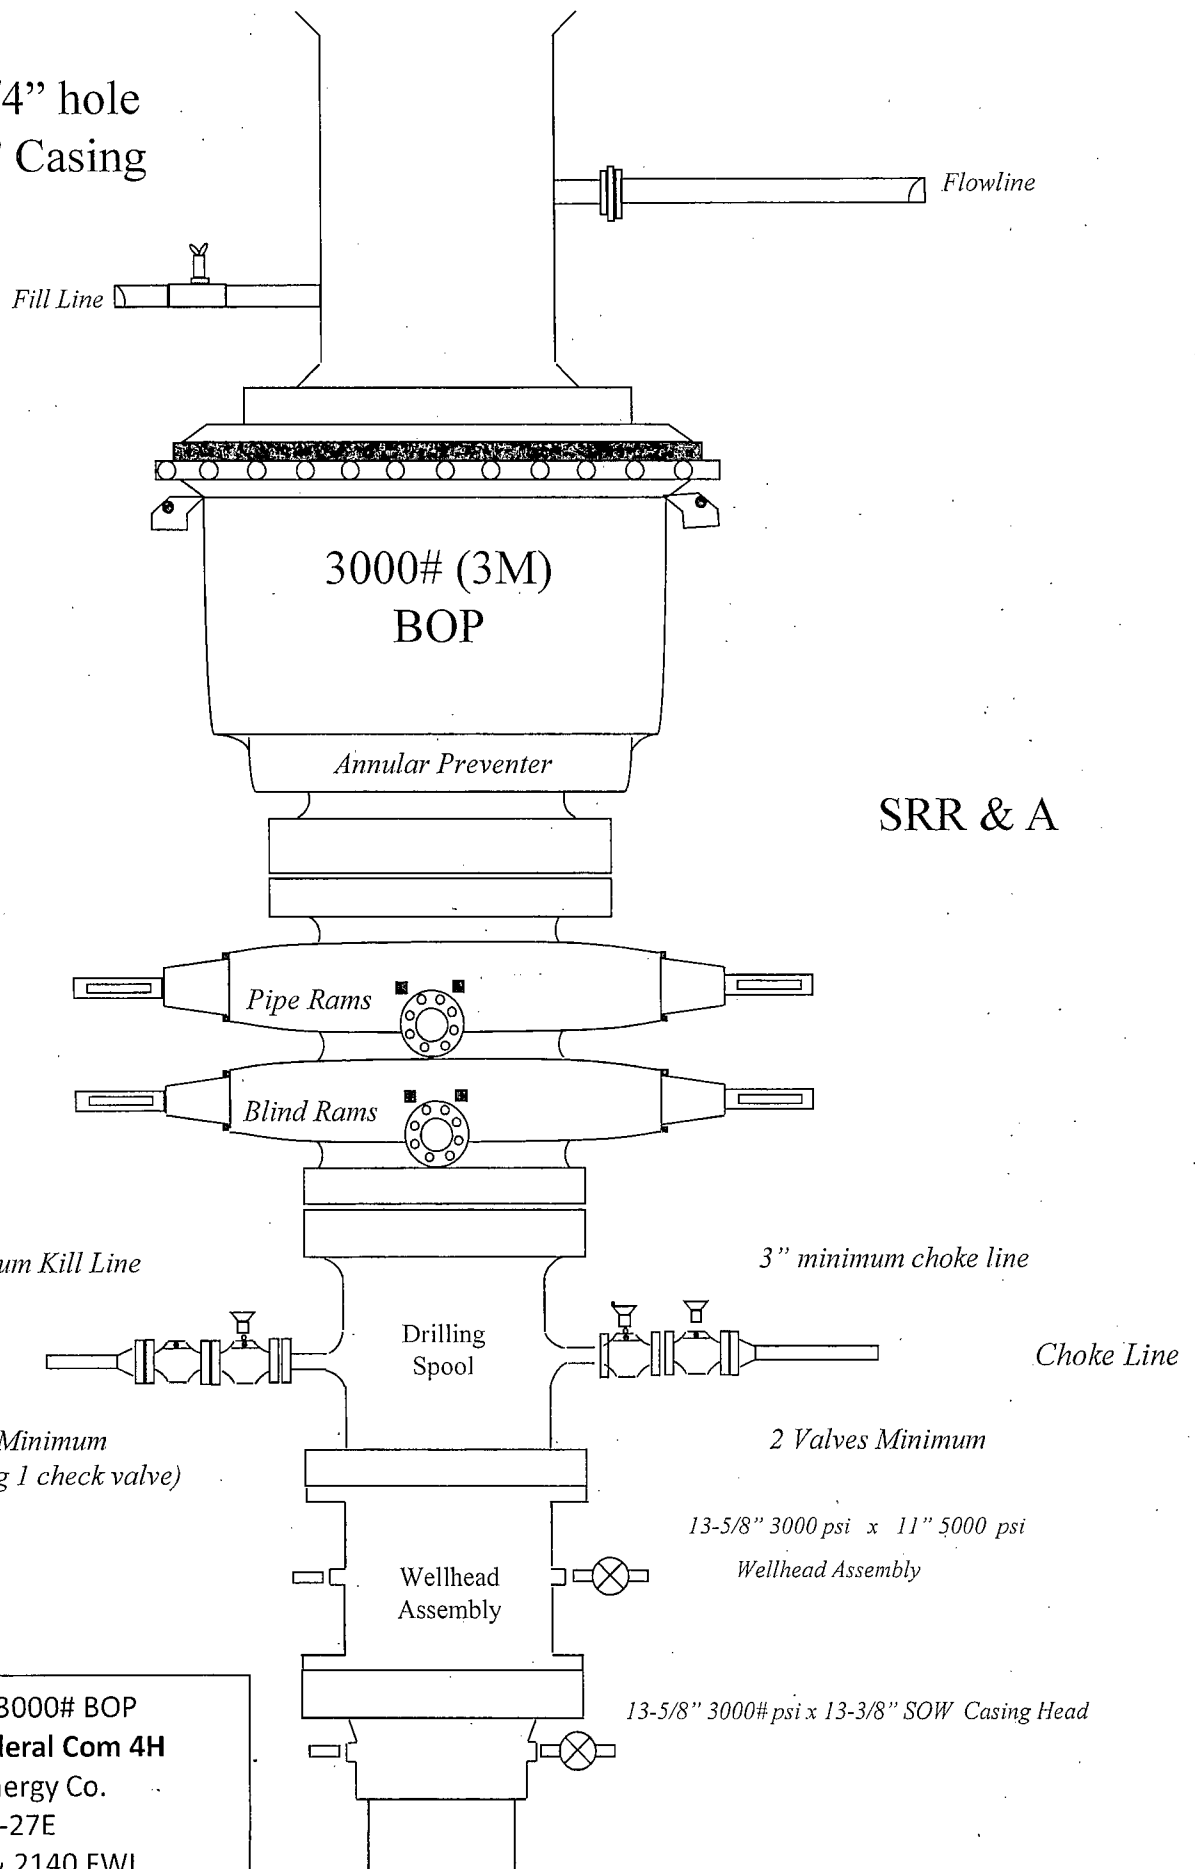 /4” hole
” Casing
Flowline
Fill Line
3000# (3M)
BOP
Annular Preventer
SRR & A
Pipe Rams
Blind Rams
um Kill Line
3” minimum choke line
Drilling
Spool
Choke Line
Minimum
g 1 check valve)
2 Valves Minimum
13-5/8” 3000 psi x 11” 5000 psi
Wellhead Assembly
Wellhead
Assembly
13-5/8” 3000# psi x 13-3/8” SOW Casing Head
3000# BOP
deral Com 4H
nergy Co.
-27E
2140 FWL